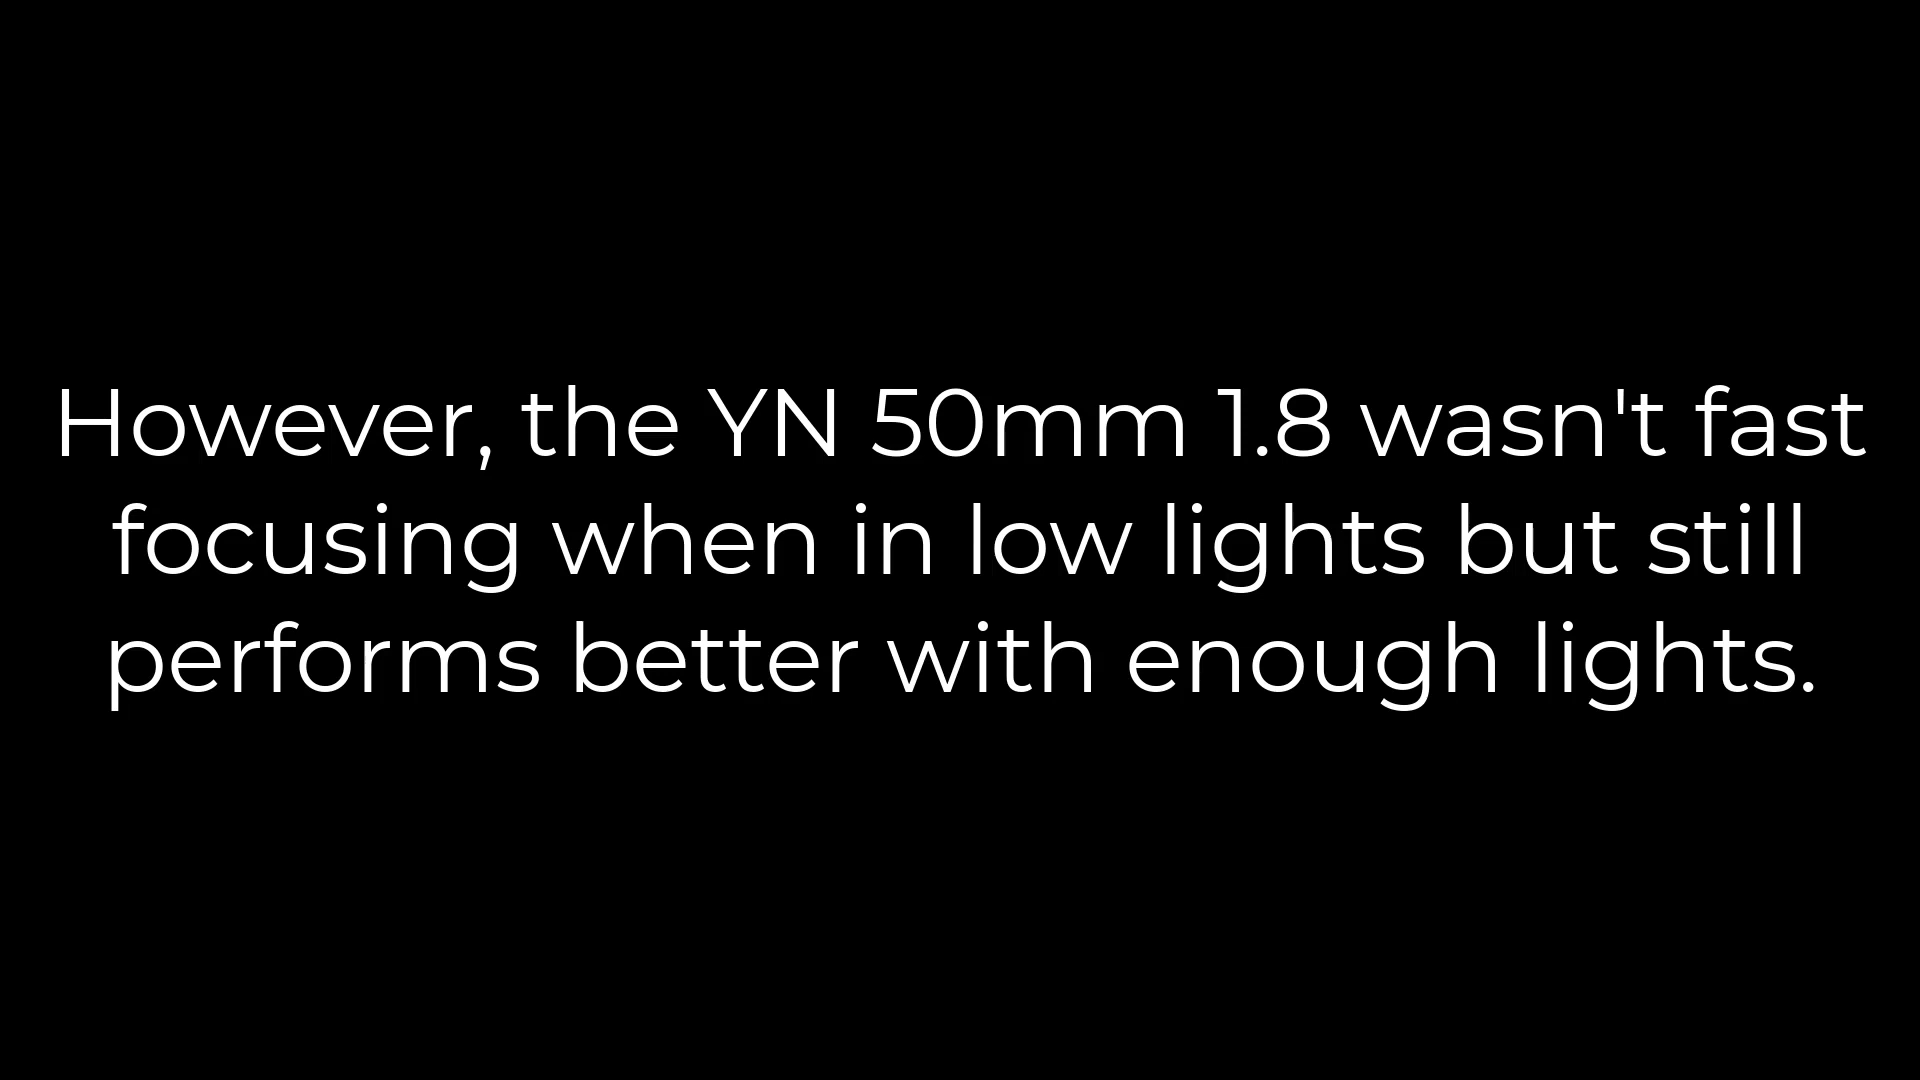 However, the YN 50mm 1.8 wasn't fast
focusing when in low lights but still
performs better with enough lights.